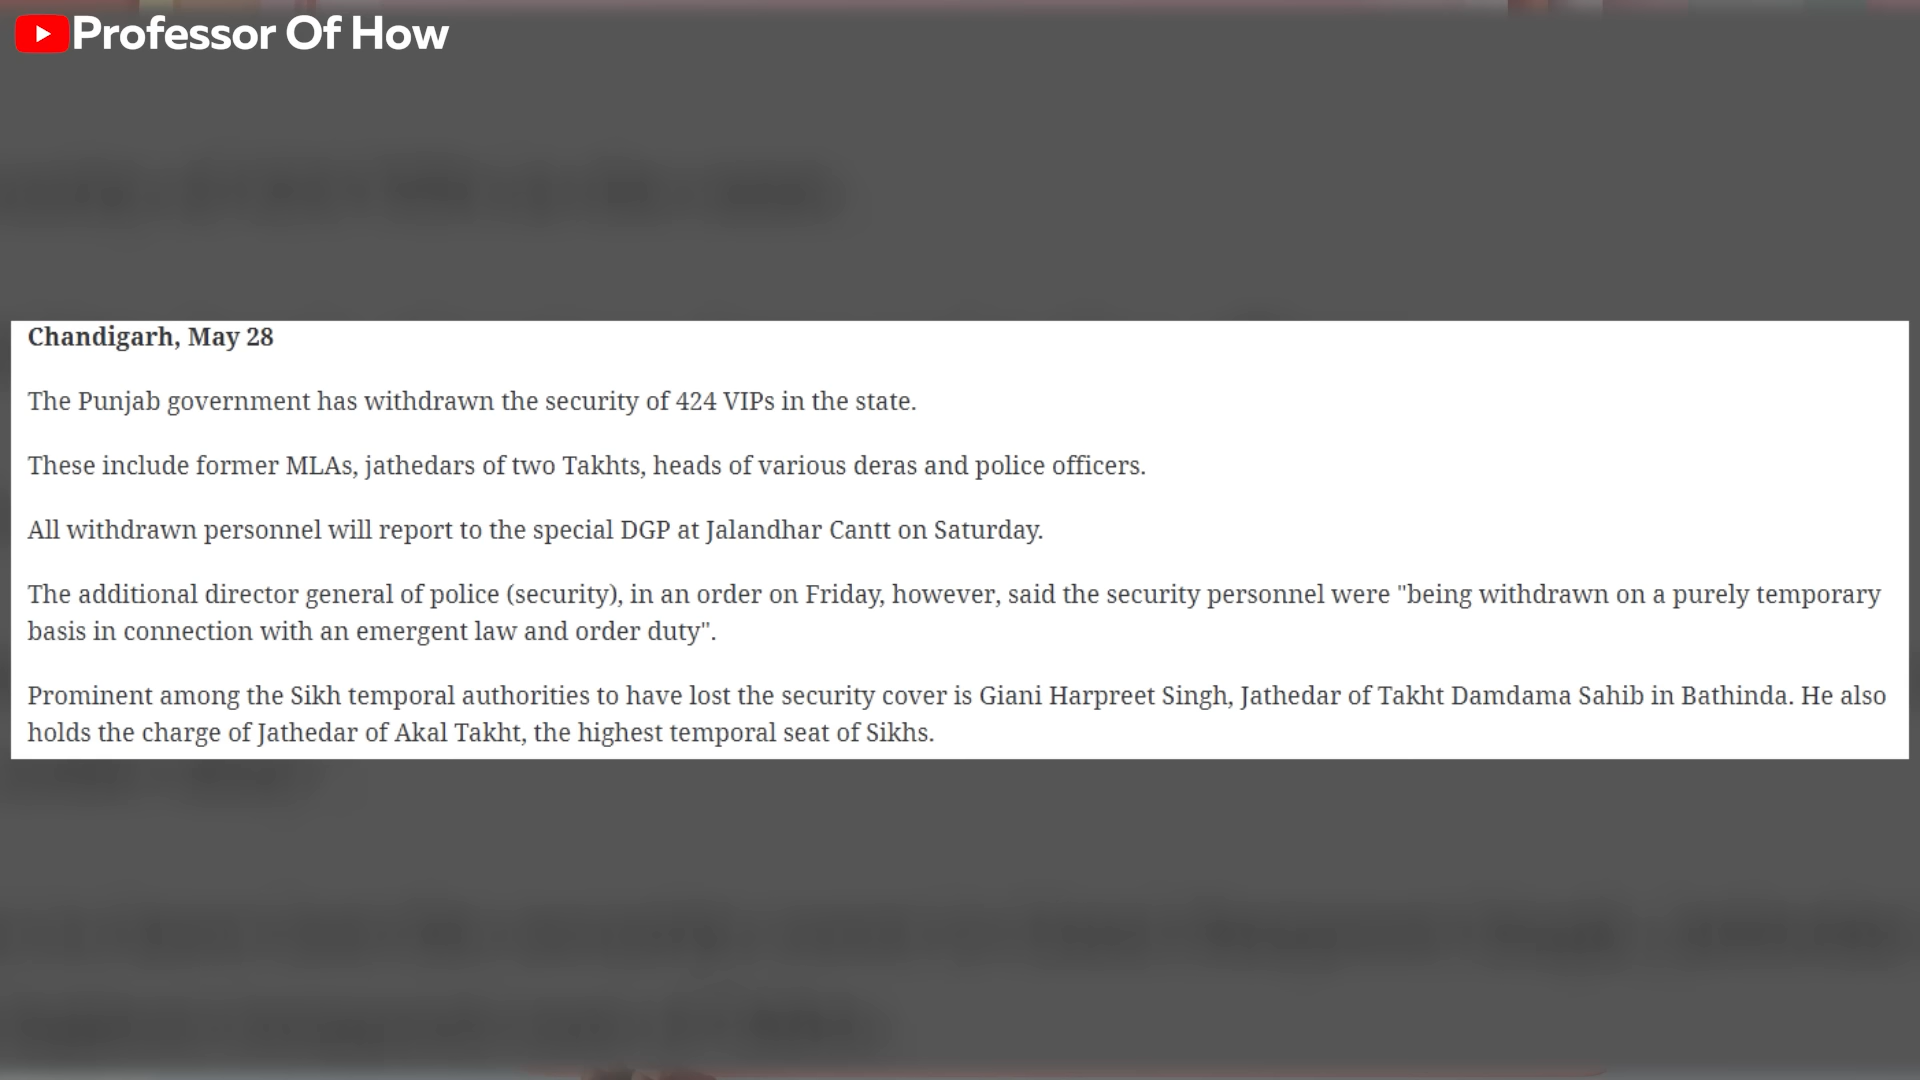 Professor Of How
Chandigarh, May 28
The Punjab government has withdrawn the security of 424 VIPs in the state.
These include former MLAs, jathedars of two Takhts, heads of various deras and police officers.
All withdrawn personnel will report to the special DGP at Jalandhar Cantt on Saturday.
The additional director general of police (security), in an order on Friday, however, said the security personnel were "being withdrawn on a purely temporary
basis in connection with an emergent law and order duty".
Prominent among the Sikh temporal authorities to have lost the security cover is Giani Harpreet Singh, Jathedar of Takht Damdama Sahib in Bathinda. He also
holds the charge of Jathedar of Akal Takht, the highest temporal seat of Sikhs.